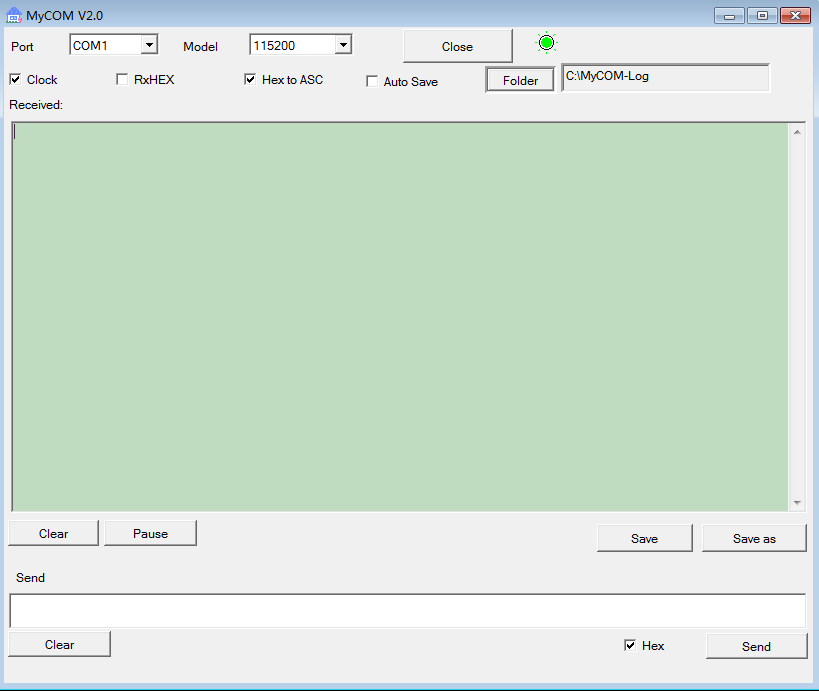 MyCOM V2.0
Port COM1 Model 115200 Close
Clock RxHEX Hex to ASC Auto Save Folder C:\MyCOM-Log
Received:
Clear Pause Save Save as
Send
Clear Hex Send